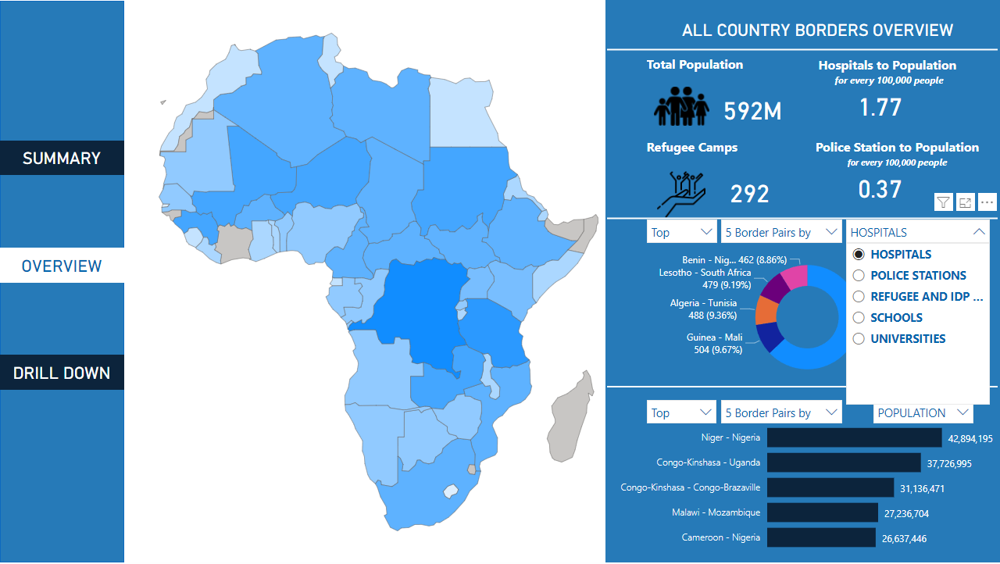 SUMMARY
OVERVIEW
DRILL DOWN
ALL COUNTRY BORDERS OVERVIEW
Total Population
592M
Hospitals to Population
for every 100,000 people
1.77
Refugee Camps
292
Police Station to Population
for every 100,000 people
0.37
Top
5 Border Pairs by
HOSPITALS
HOSPITALS
POLICE STATIONS
REFUGEE AND IDP ...
SCHOOLS
UNIVERSITIES
Benin - Nig... 462 (8.86%)
Lesotho - South Africa
479 (9.19%)
Algeria - Tunisia
488 (9.36%)
Guinea - Mali
504 (9.67%)
Top
5 Border Pairs by
POPULATION
Niger - Nigeria 42,894,195
Congo-Kinshasa - Uganda 37,726,995
Congo-Kinshasa - Congo-Brazaville 31,136,471
Malawi - Mozambique 27,236,704
Cameroon - Nigeria 26,637,446